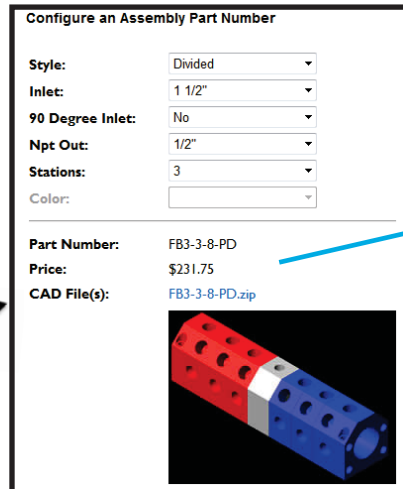 Configure an Assembly Part Number
Style: Divided
Inlet: 1 1/2"
90 Degree Inlet: No
Npt Out: 1/2"
Stations: 3
Color:
Part Number: FB3-3-8-PD
Price: $231.75
CAD File(s): FB3-3-8-PD.zip